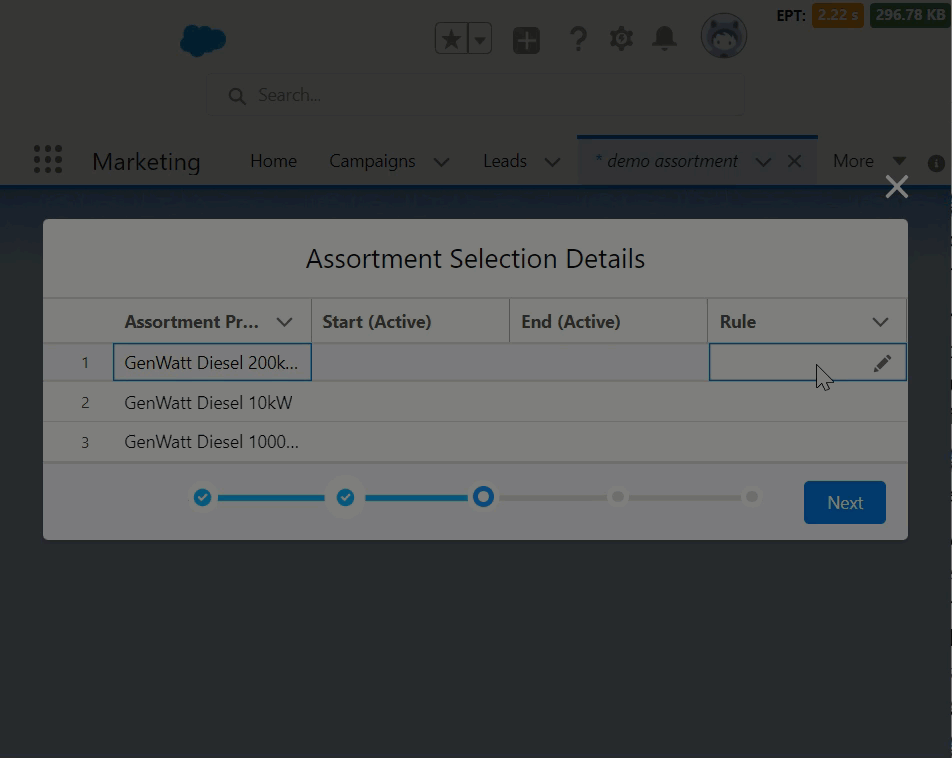 EPT: 2.22 s 296.78 KB
Search...
Marketing Home Campaigns Leads * demo assortment More
Assortment Selection Details
Assortment Pr... Start (Active) End (Active) Rule
1 GenWatt Diesel 200k...
2 GenWatt Diesel 10kW
3 GenWatt Diesel 1000...
Next